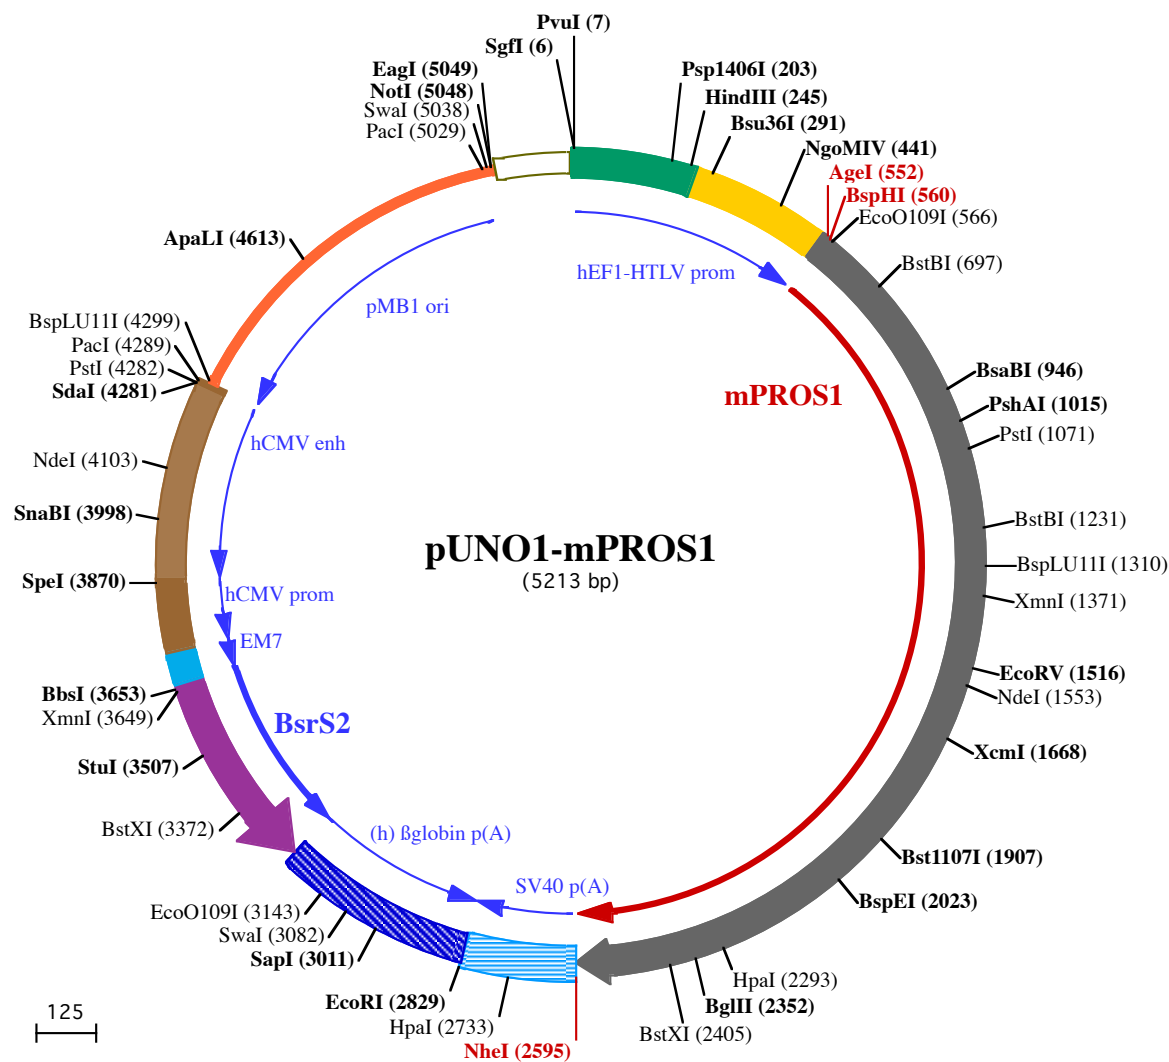 PvuI (7)
SgfI (6)
EagI (5049)
NotI (5048)
SwaI (5038)
PacI (5029)
Psp1406I (203)
HindIII (245)
Bsu36I (291)
NgoMIV (441)
AgeI (552)
BspHI (560)
EcoO109I (566)
BstBI (697)
ApaLI (4613)
hEF1-HTLV prom
pMB1 ori
BspLU11I (4299)
PacI (4289)
PstI (4282)
SdaI (4281)
mPROS1
BsaBI (946)
PshAI (1015)
PstI (1071)
hCMV enh
NdeI (4103)
SnaBI (3998)
BstBI (1231)
pUNO1-mPROS1
(5213 bp)
BspLU11I (1310)
SpeI (3870)
hCMV prom
XmnI (1371)
EM7
EcoRV (1516)
NdeI (1553)
BbsI (3653)
XmnI (3649)
BsrS2
XcmI (1668)
StuI (3507)
BstXI (3372)
(h) ßglobin p(A)
Bst1107I (1907)
SV40 p(A)
BspEI (2023)
EcoO109I (3143)
SwaI (3082)
SapI (3011)
HpaI (2293)
EcoRI (2829)
BglII (2352)
HpaI (2733)
BstXI (2405)
NheI (2595)
125